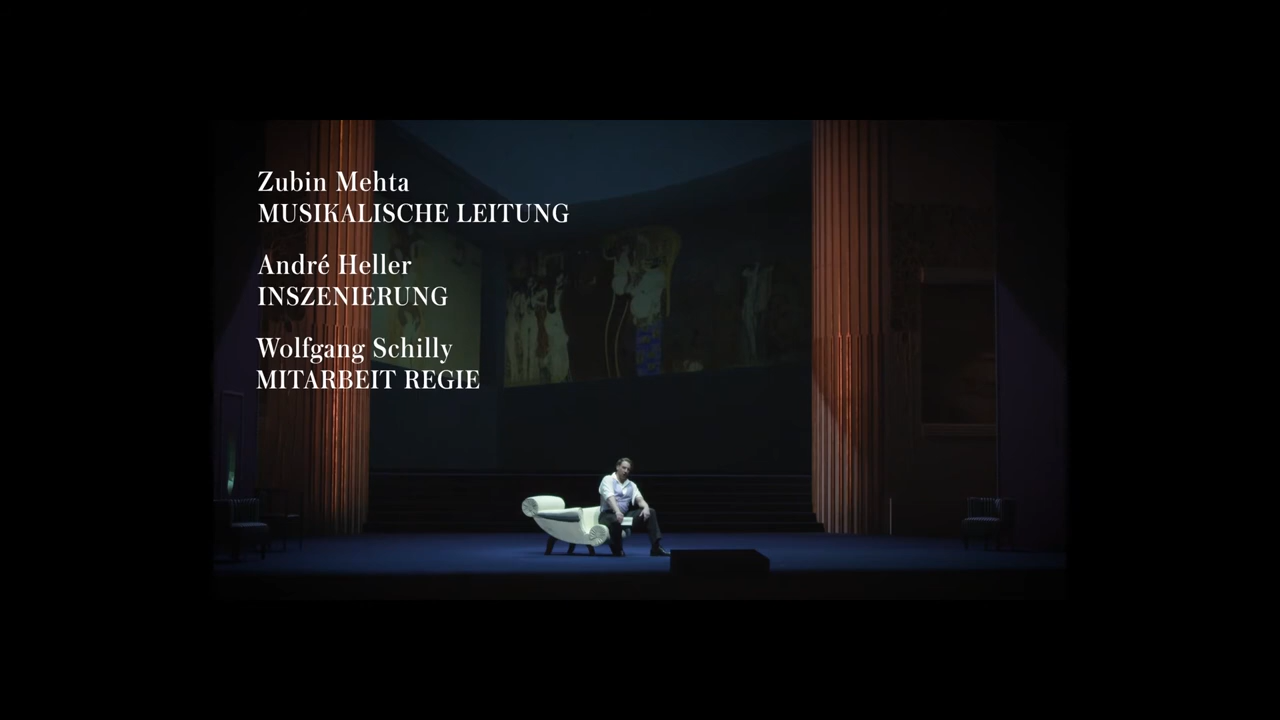 Zubin Mehta
MUSIKALISCHE LEITUNG
André Heller
INSZENIERUNG
Wolfgang Schilly
MITARBEIT REGIE